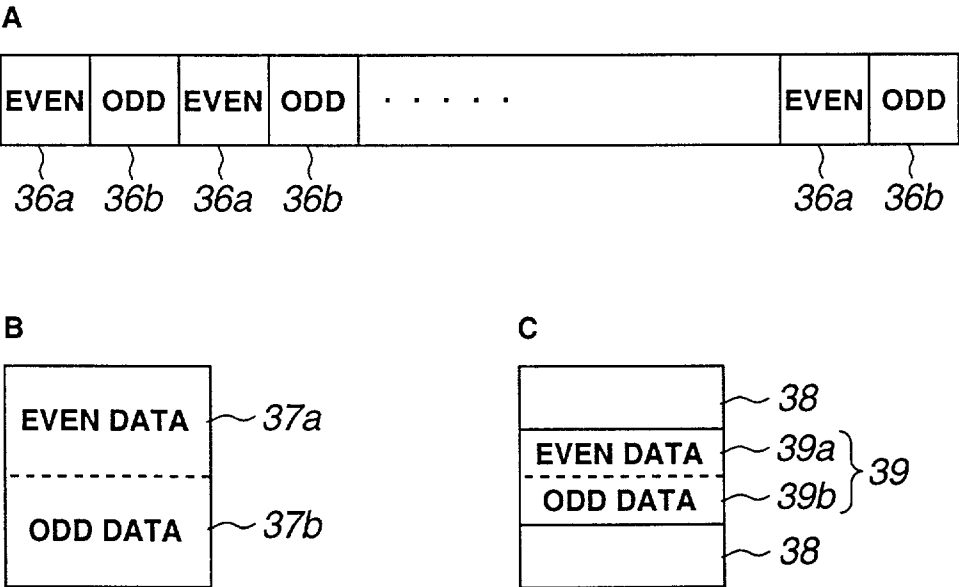 A
EVEN ODD EVEN ODD · · · · · EVEN ODD
36a 36b 36a 36b 36a 36b
B
EVEN DATA 37a
ODD DATA 37b
C
38
EVEN DATA 39a
39
ODD DATA 39b
38